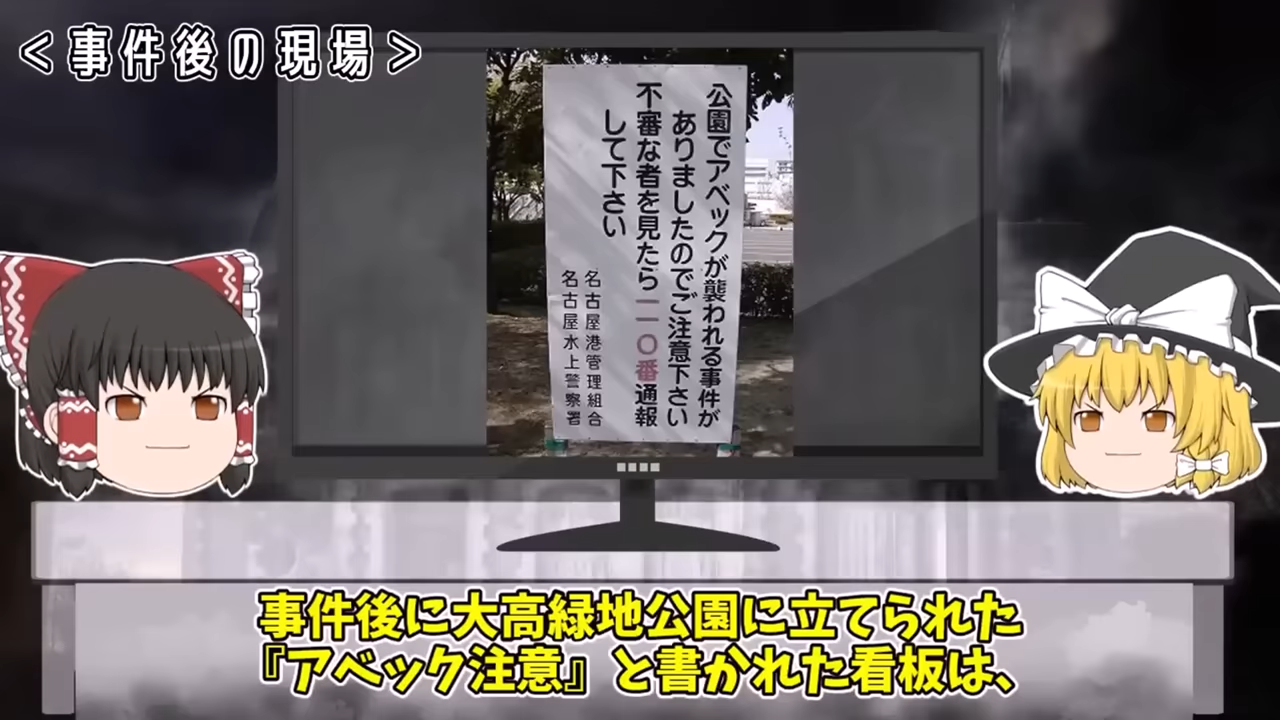 ＜事件後の現場＞
公園でアベックが襲われる事件が
ありましたのでご注意下さい
不審な者を見たら一一〇番通報
して下さい
名古屋港管理組合
名古屋水上警察署
事件後に大高緑地公園に立てられた
『アベック注意』と書かれた看板は、